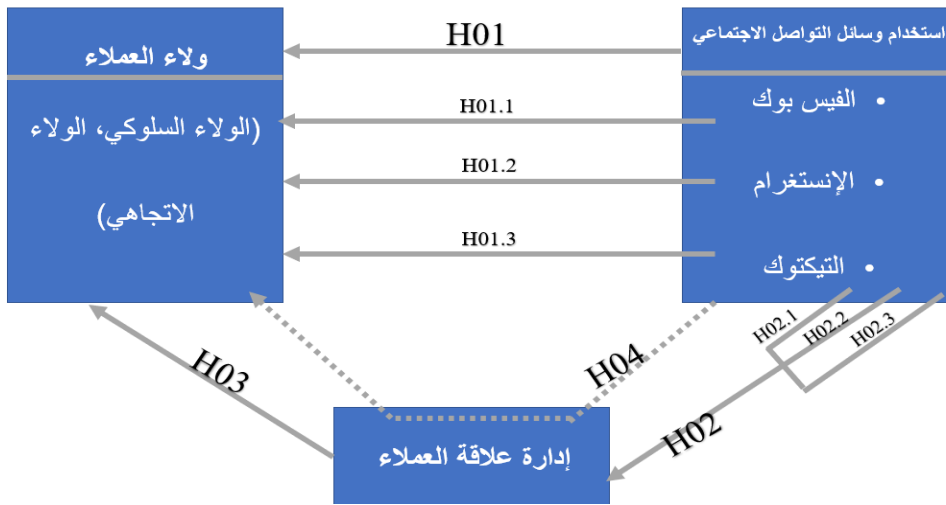 استخدام وسائل التواصل الاجتماعي
• الفيس بوك
• الإنستغرام
• التيكتوك
H01
H01.1
H01.2
H01.3
ولاء العملاء
(الولاء السلوكي، الولاء
الاتجاهي)
H02.1
H02.2
H02.3
H02
H03
H04
إدارة علاقة العملاء